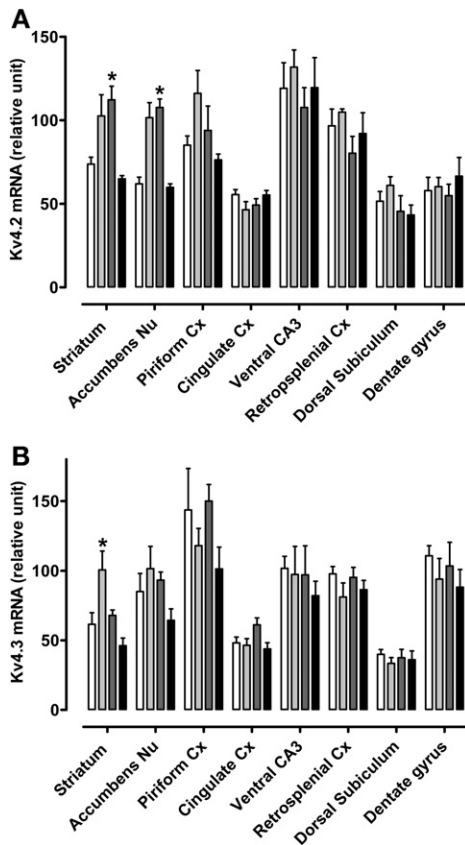 A
Kv4.2 mRNA (relative unit)
150
100
50
0
*
*
Striatum
Accumbens Nu
Piriform Cx
Cingulate Cx
Ventral CA3
Retropsplenial Cx
Dorsal Subiculum
Dentate gyrus
B
Kv4.3 mRNA (relative unit)
150
100
50
0
*
Striatum
Accumbens Nu
Piriform Cx
Cingulate Cx
Ventral CA3
Retrosplenial Cx
Dorsal Subiculum
Dentate gyrus